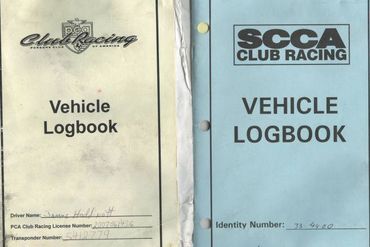 PCA
Club Racing
PORSCHE CLUB OF AMERICA
Vehicle
Logbook
Driver Name:
PCA Club Racing License Number:
Transponder Number:
SCCA
CLUB RACING
VEHICLE
LOGBOOK
Identity Number: